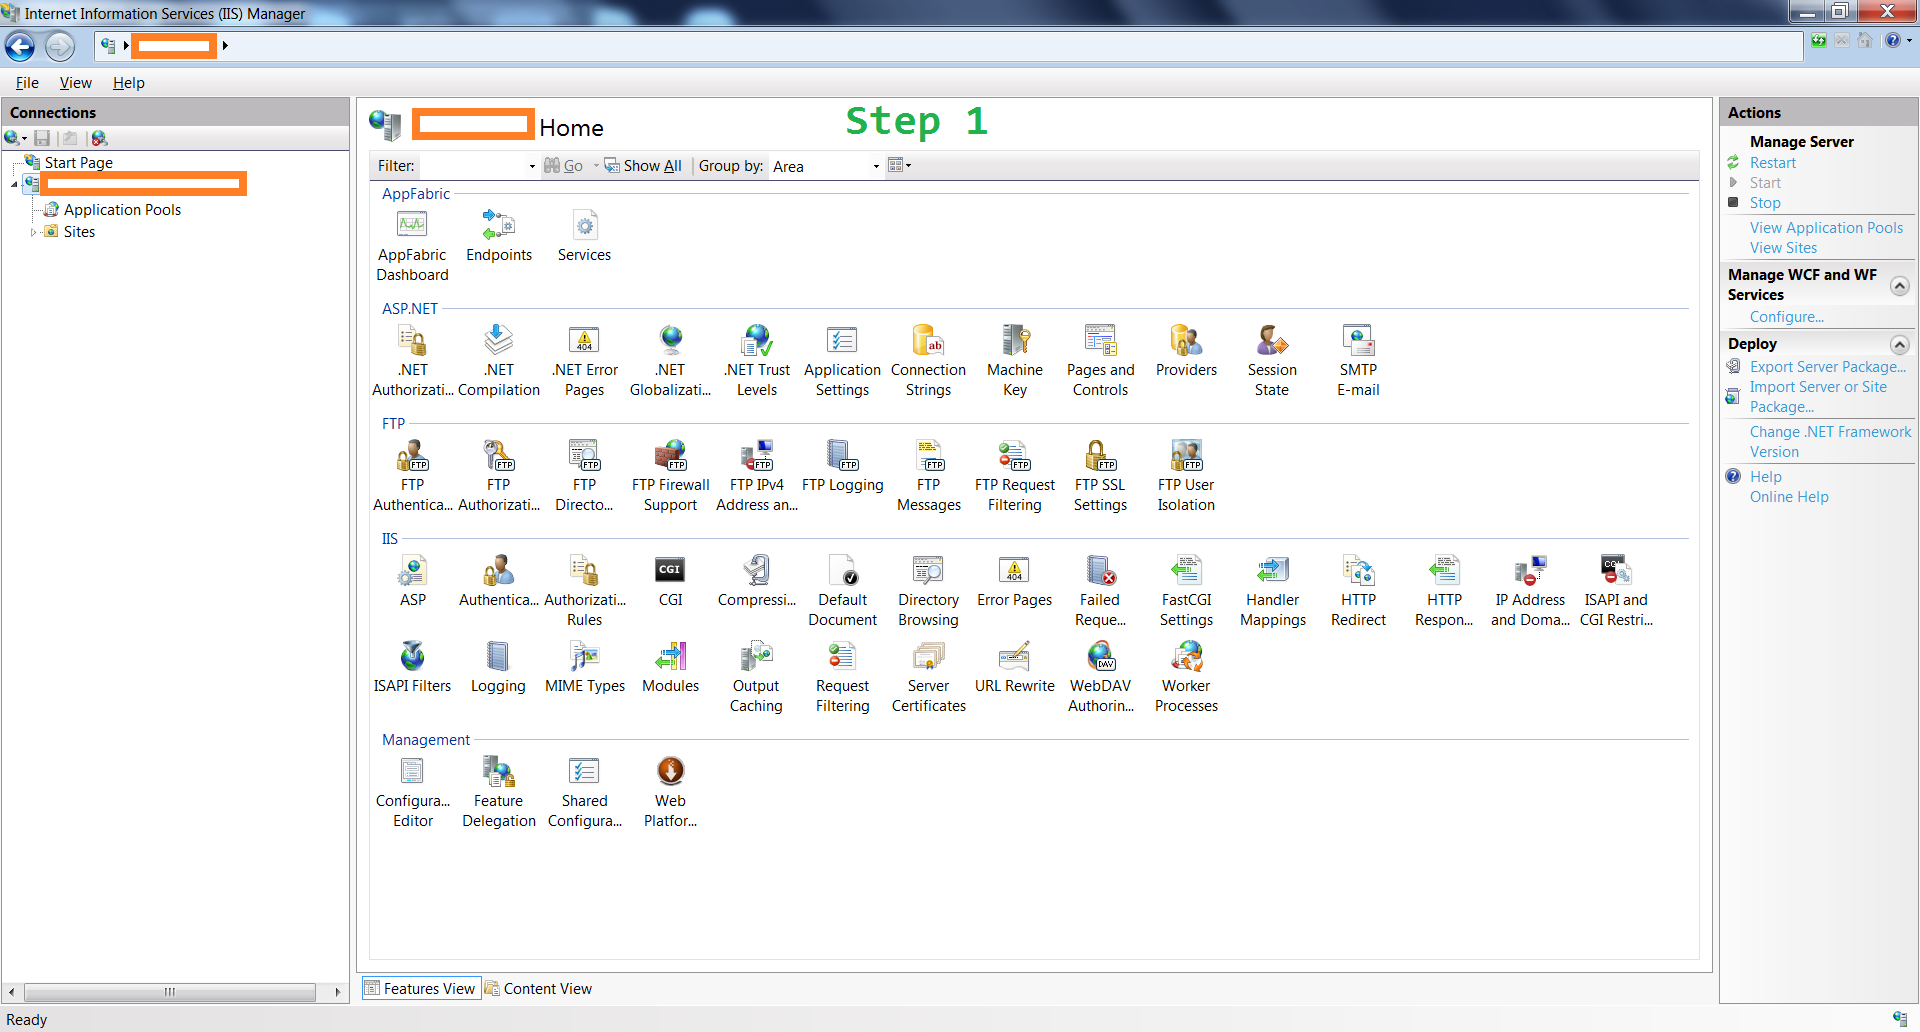 Internet Information Services (IIS) Manager
File View Help
Connections
Start Page
Application Pools
Sites
Home
Step 1
Filter: Go Show All Group by: Area
AppFabric
AppFabric Dashboard
Endpoints
Services
ASP.NET
.NET Authorizati...
.NET Compilation
.NET Error Pages
.NET Globalizati...
.NET Trust Levels
Application Settings
Connection Strings
Machine Key
Pages and Controls
Providers
Session State
SMTP E-mail
FTP
FTP Authentica...
FTP Authorizati...
FTP Directo...
FTP Firewall Support
FTP IPv4 Address an...
FTP Logging
FTP Messages
FTP Request Filtering
FTP SSL Settings
FTP User Isolation
IIS
ASP
Authentica...
Authorizati... Rules
CGI
Compressi...
Default Document
Directory Browsing
Error Pages
Failed Reque...
FastCGI Settings
Handler Mappings
HTTP Redirect
HTTP Respon...
IP Address and Doma...
ISAPI and CGI Restri...
ISAPI Filters
Logging
MIME Types
Modules
Output Caching
Request Filtering
Server Certificates
URL Rewrite
WebDAV Authorin...
Worker Processes
Management
Configura... Editor
Feature Delegation
Shared Configura...
Web Platfor...
Features View
Content View
Actions
Manage Server
Restart
Start
Stop
View Application Pools
View Sites
Manage WCF and WF
Services
Configure...
Deploy
Export Server Package...
Import Server or Site
Package...
Change .NET Framework
Version
Help
Online Help
Ready